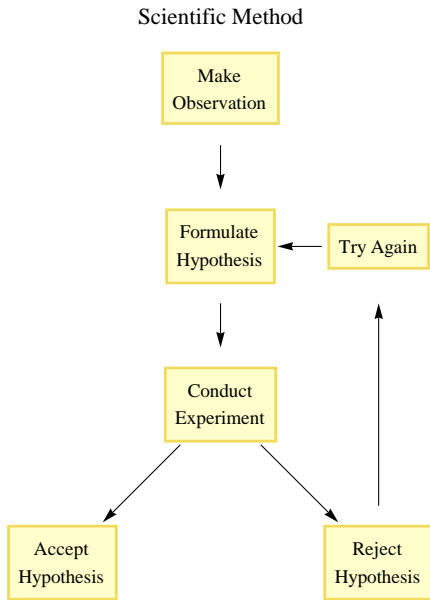 Scientific Method
Make
Observation
Formulate
Hypothesis
Try Again
Conduct
Experiment
Accept
Hypothesis
Reject
Hypothesis